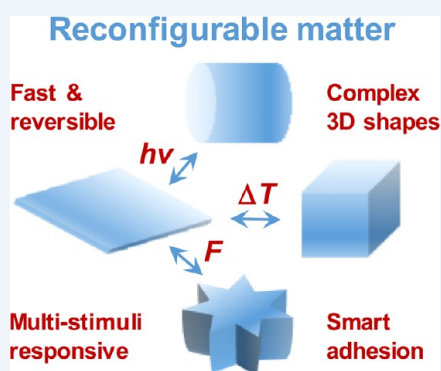 Reconfigurable matter
Fast &
reversible
Complex
3D shapes
hν
ΔT
F
Multi-stimuli
responsive
Smart
adhesion